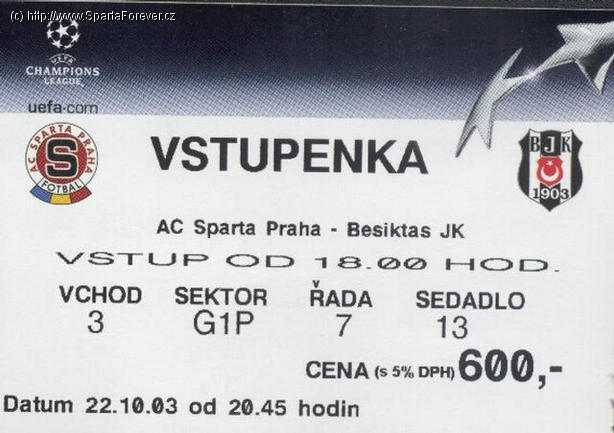 (c) http://www.SpartaForever.cz
UEFA
CHAMPIONS
LEAGUE
uefa.com
AC SPARTA PRAHA
S
FOTBAL
VSTUPENKA
BJK
1903
AC Sparta Praha - Besiktas JK
VSTUP OD 18.00 HOD.
VCHOD SEKTOR ŘADA SEDADLO
3 G1P 7 13
CENA (s 5% DPH) 600,-
Datum 22.10.03 od 20.45 hodin